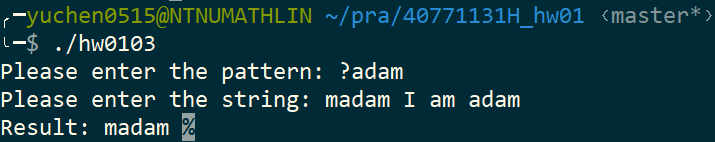 ╭─yuchen0515@NTNUMATHLIN ~/pra/40771131H_hw01 ‹master*›
╰─$ ./hw0103
Please enter the pattern: ?adam
Please enter the string: madam I am adam
Result: madam %